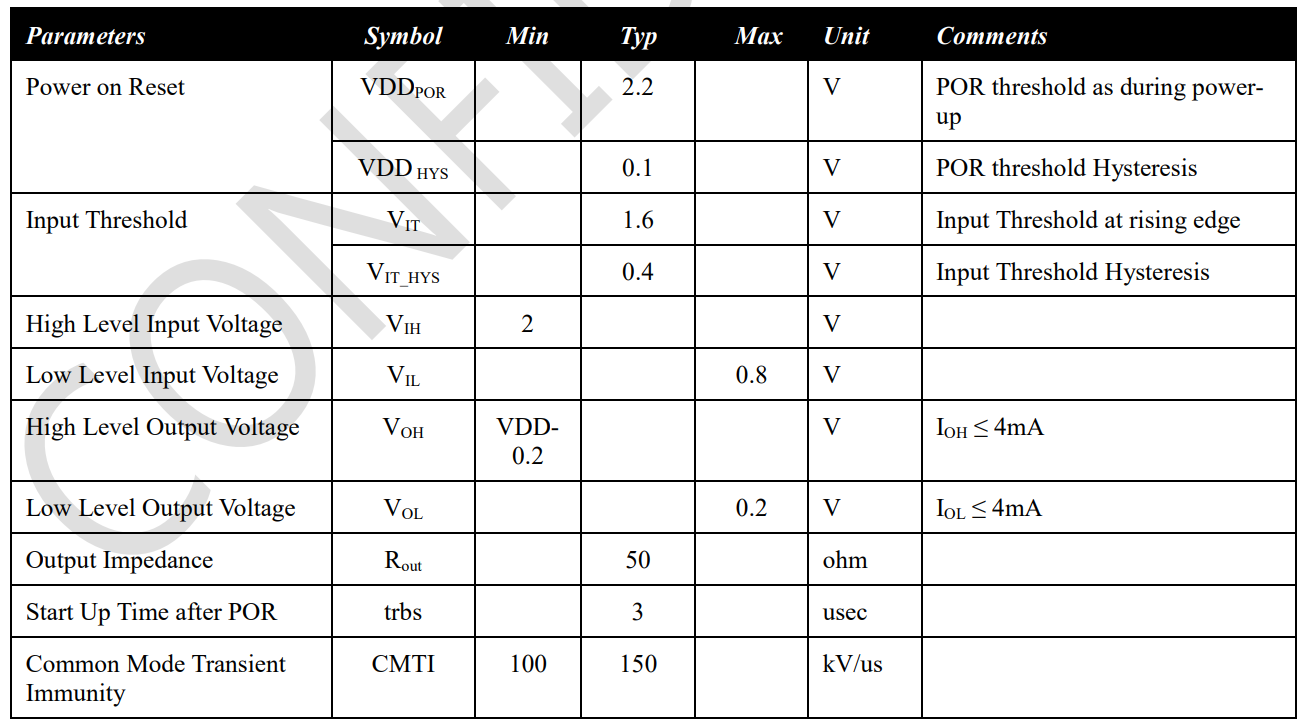 Parameters Symbol Min Typ Max Unit Comments
Power on Reset VDDPOR 2.2 V POR threshold as during power-
up
VDD HYS 0.1 V POR threshold Hysteresis
Input Threshold VIT 1.6 V Input Threshold at rising edge
VIT_HYS 0.4 V Input Threshold Hysteresis
High Level Input Voltage VIH 2 V
Low Level Input Voltage VIL 0.8 V
High Level Output Voltage VOH VDD- V IOH ≤ 4mA
0.2
Low Level Output Voltage VOL 0.2 V IOL ≤ 4mA
Output Impedance Rout 50 ohm
Start Up Time after POR trbs 3 usec
Common Mode Transient CMTI 100 150 kV/us
Immunity